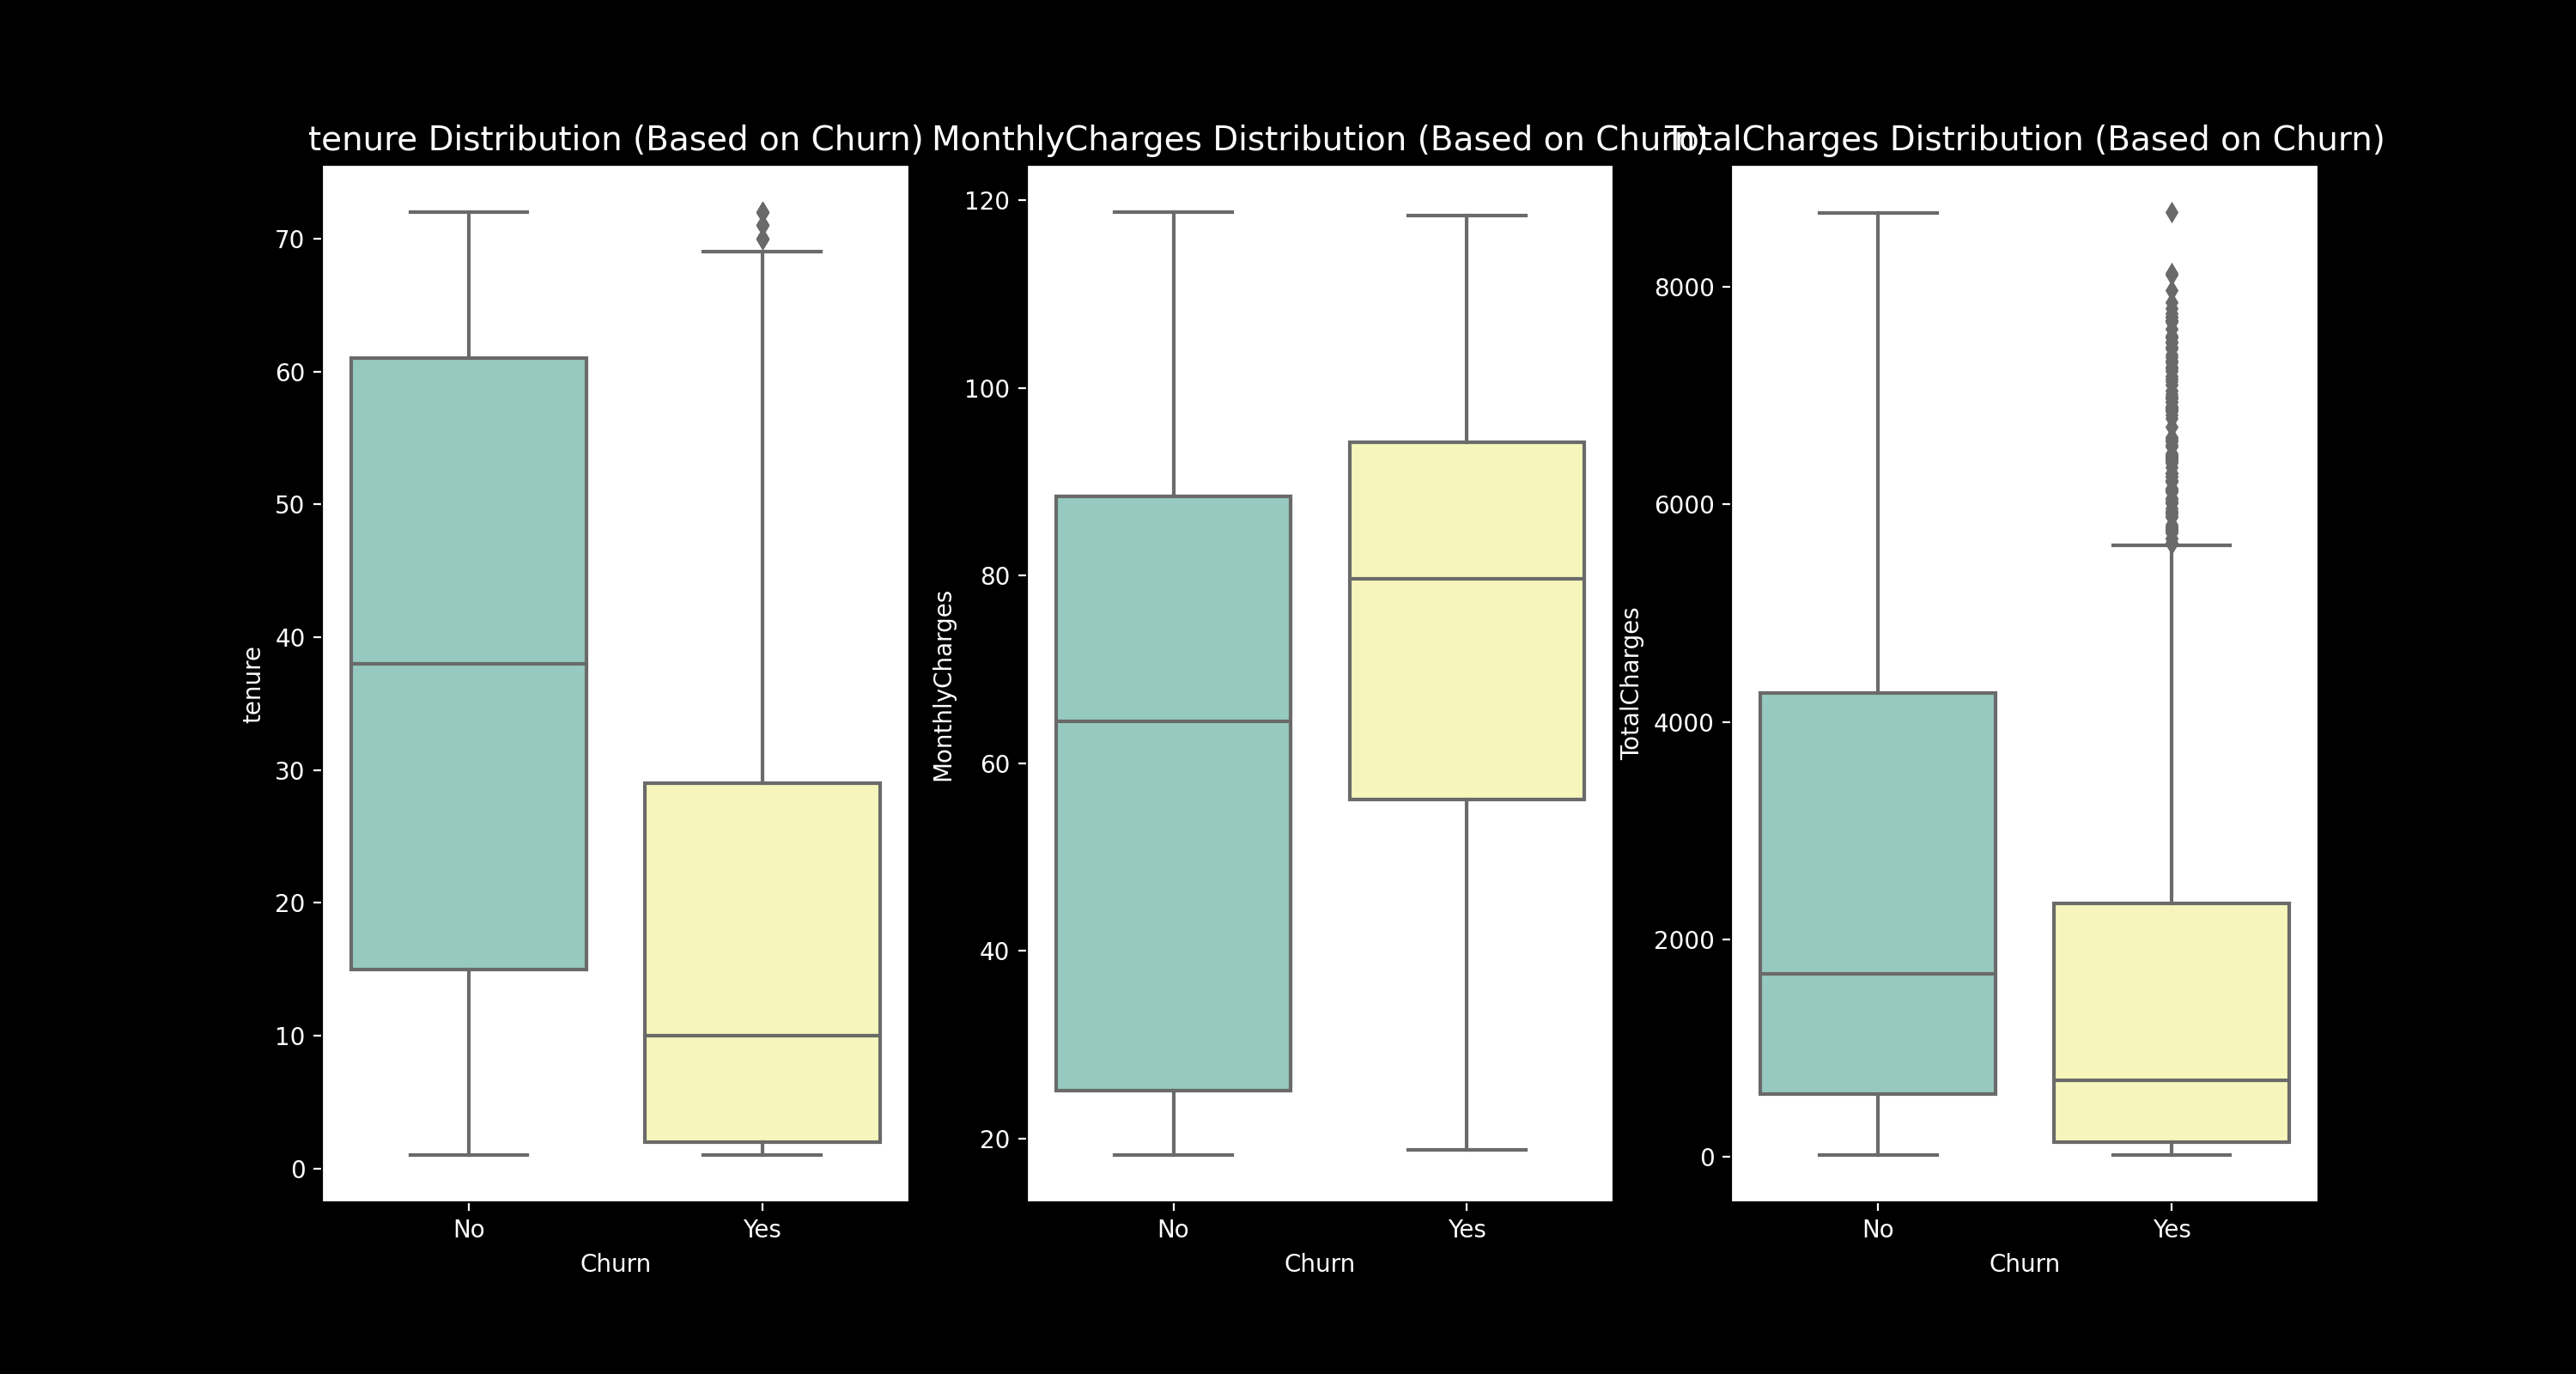 tenure Distribution (Based on Churn)
MonthlyCharges Distribution (Based on Churn)
TotalCharges Distribution (Based on Churn)
tenure
70
60
50
40
30
20
10
0
No
Yes
Churn
MonthlyCharges
120
100
80
60
40
20
No
Yes
Churn
TotalCharges
8000
6000
4000
2000
0
No
Yes
Churn